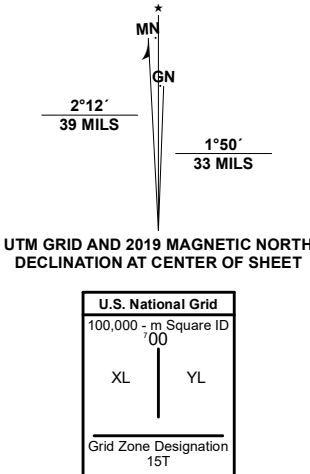 ★
MN
GN
2°12´
39 MILS
1°50´
33 MILS
UTM GRID AND 2019 MAGNETIC NORTH
DECLINATION AT CENTER OF SHEET
U.S. National Grid
100,000 - m Square ID
⁷00
XL YL
Grid Zone Designation
15T